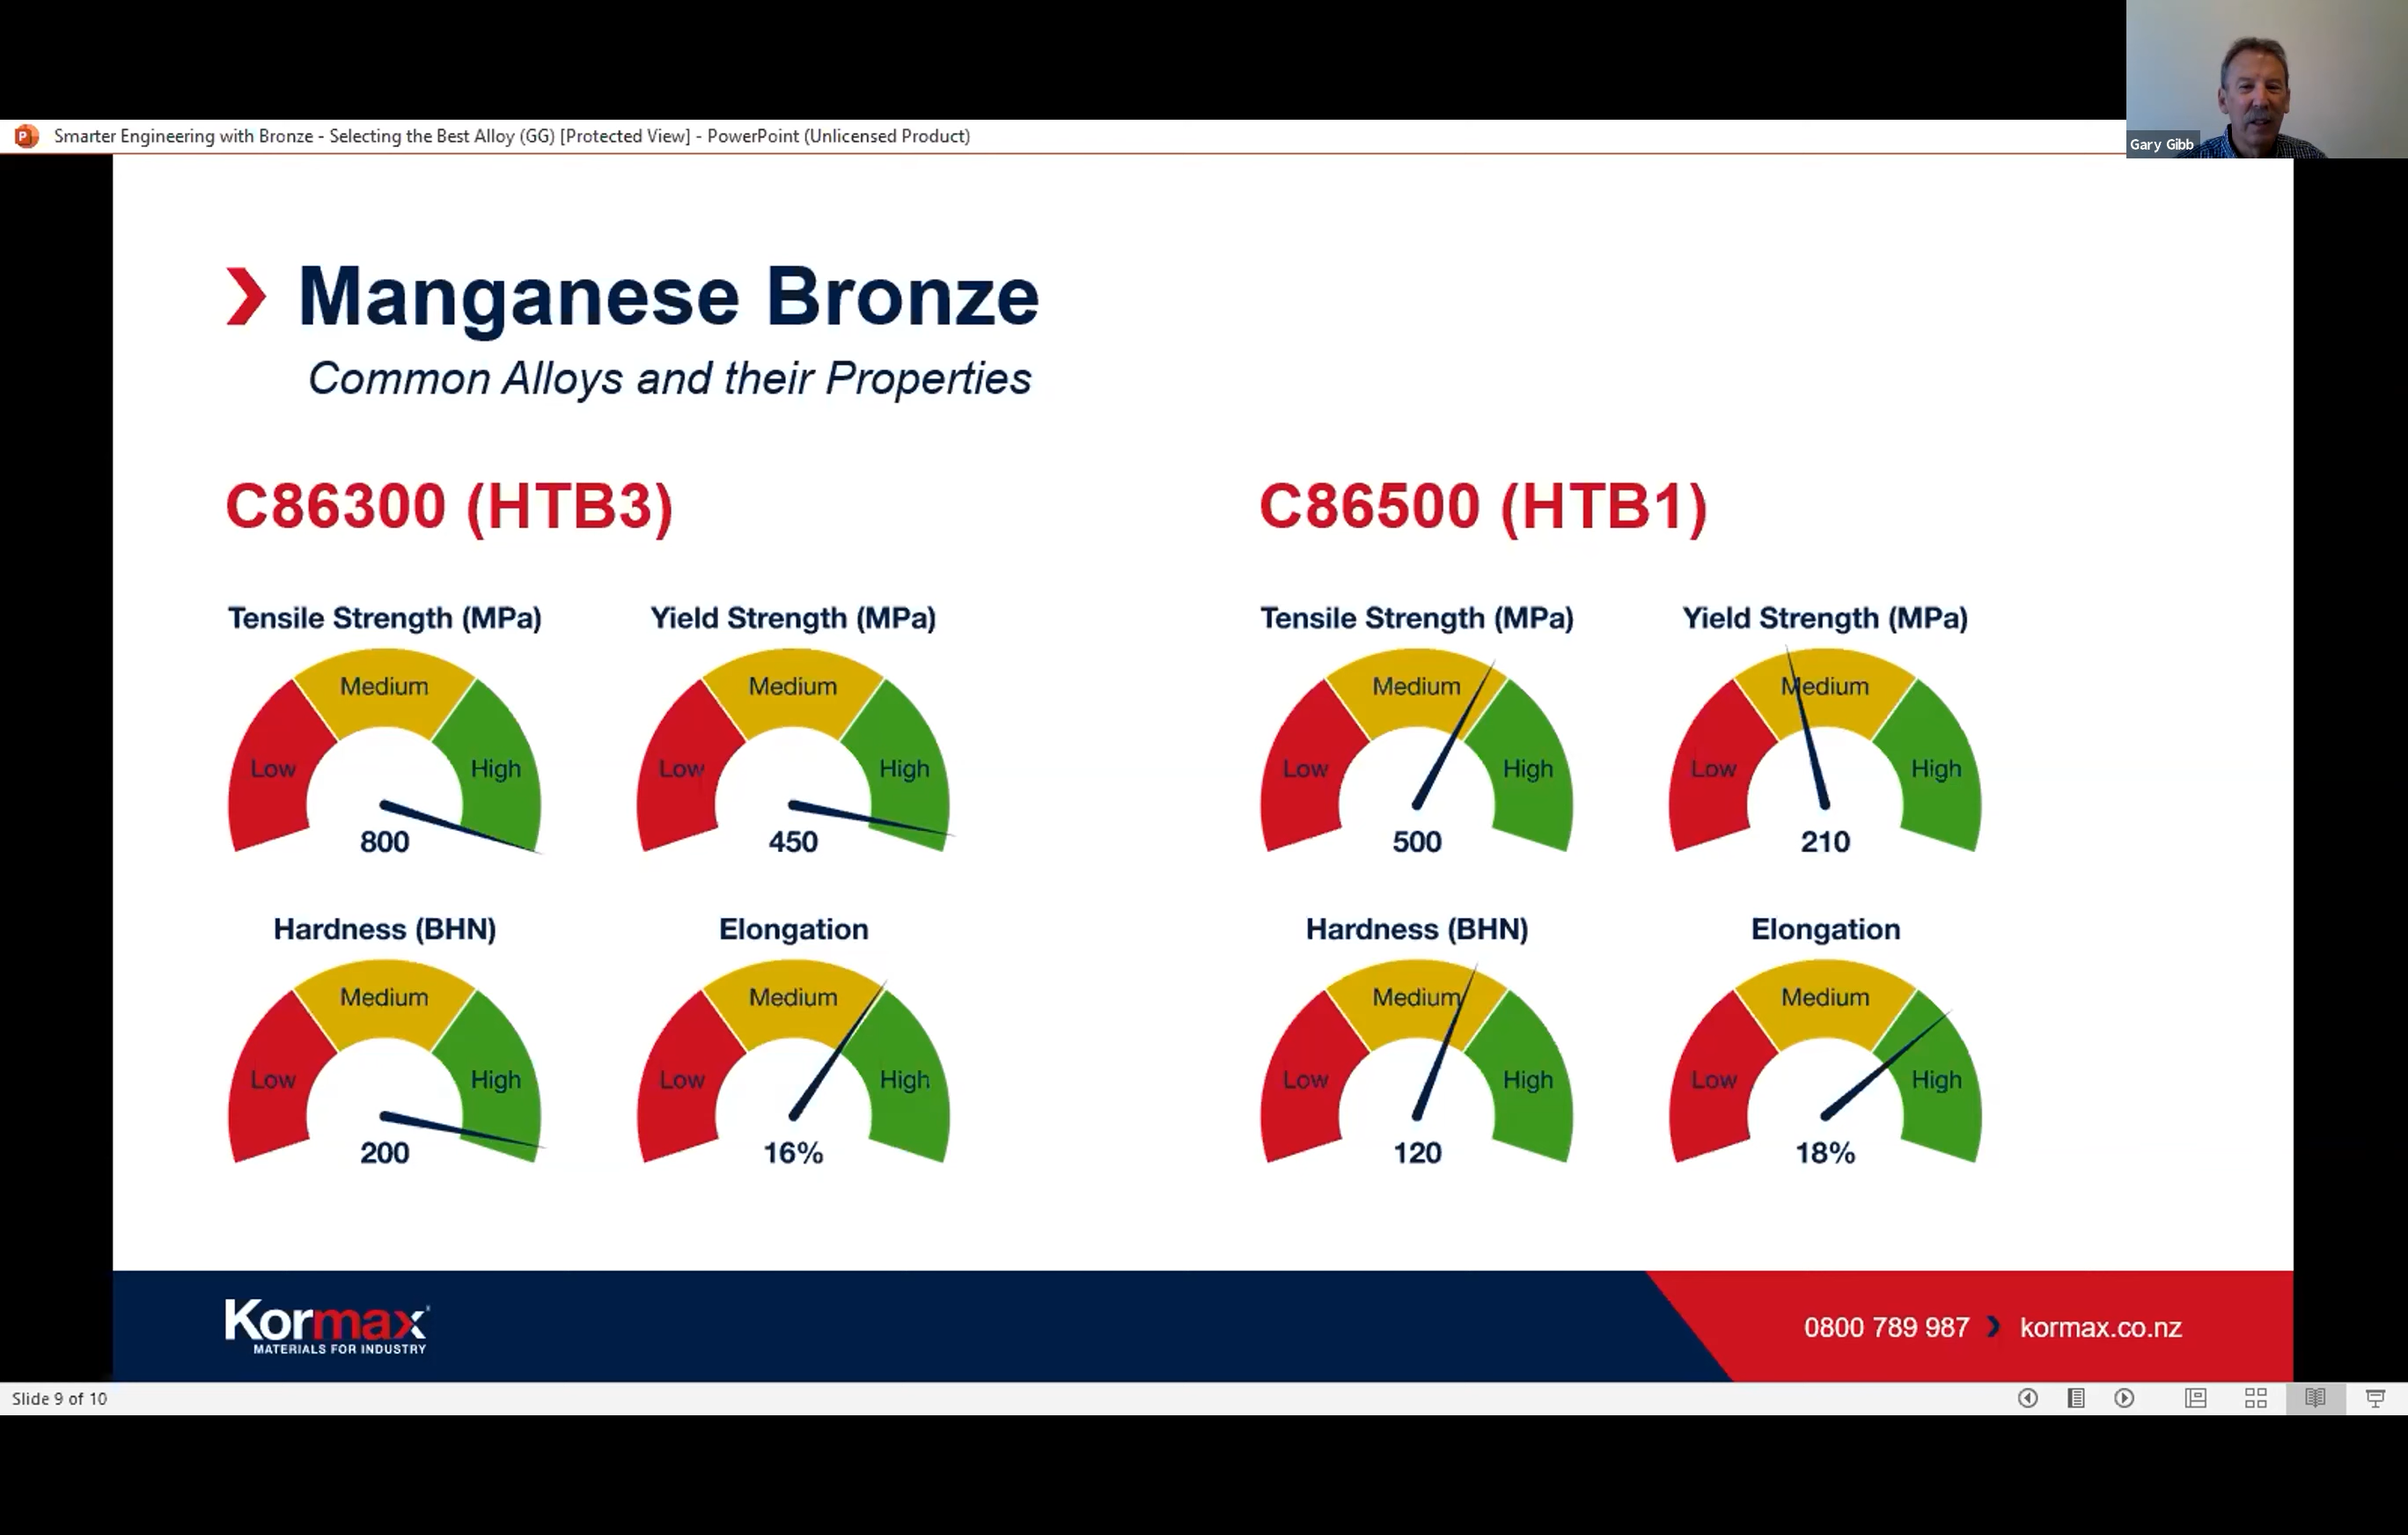 Gary Gibb
Smarter Engineering with Bronze - Selecting the Best Alloy (GG) [Protected View] - PowerPoint (Unlicensed Product)
Manganese Bronze
Common Alloys and their Properties
C86300 (HTB3)
Tensile Strength (MPa)
Low
Medium
High
800
Yield Strength (MPa)
Low
Medium
High
450
Hardness (BHN)
Low
Medium
High
200
Elongation
Low
Medium
High
16%
C86500 (HTB1)
Tensile Strength (MPa)
Low
Medium
High
500
Yield Strength (MPa)
Low
Medium
High
210
Hardness (BHN)
Low
Medium
High
120
Elongation
Low
Medium
High
18%
Kormax
MATERIALS FOR INDUSTRY
0800 789 987 kormax.co.nz
Slide 9 of 10